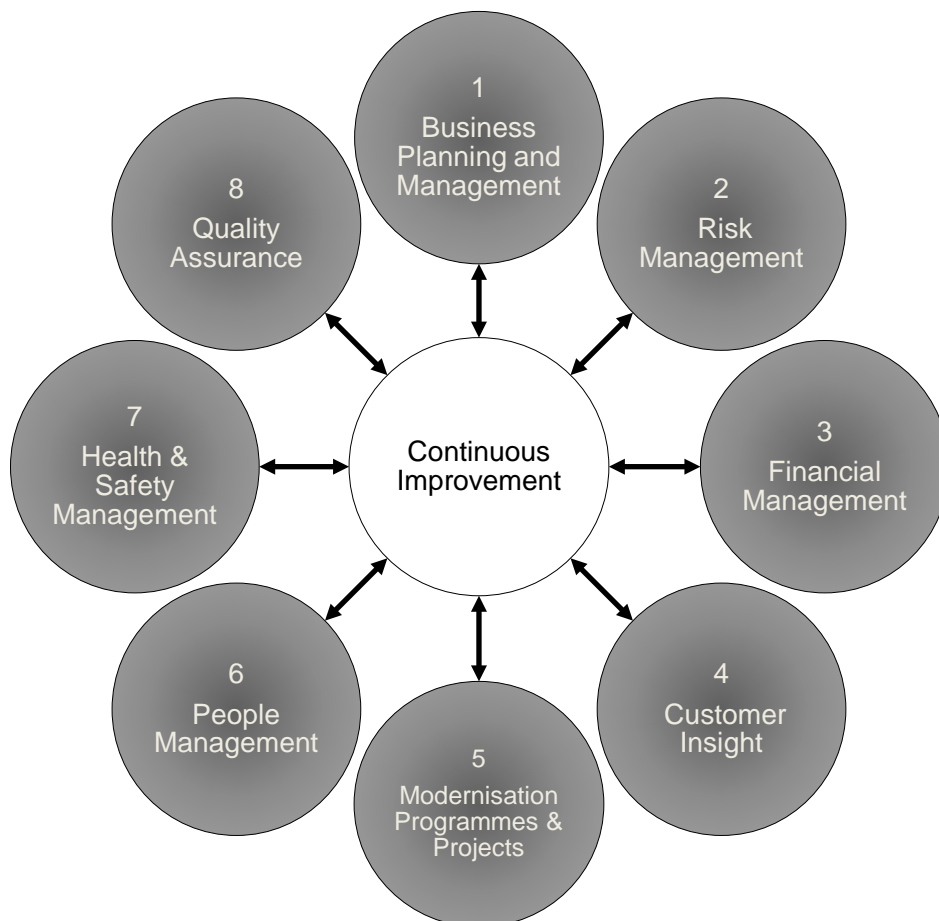 1
Business
Planning and
Management
2
Risk
Management
3
Financial
Management
4
Customer
Insight
5
Modernisation
Programmes &
Projects
6
People
Management
7
Health &
Safety
Management
8
Quality
Assurance
Continuous
Improvement